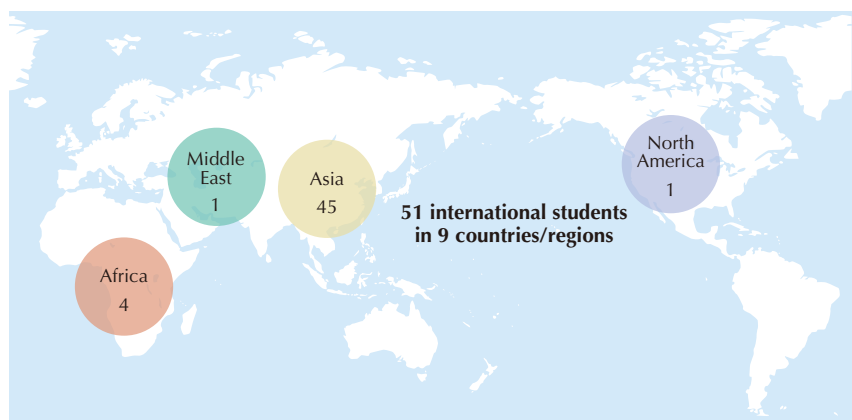 Middle
East
1
Asia
45
North
America
1
51 international students
in 9 countries/regions
Africa
4